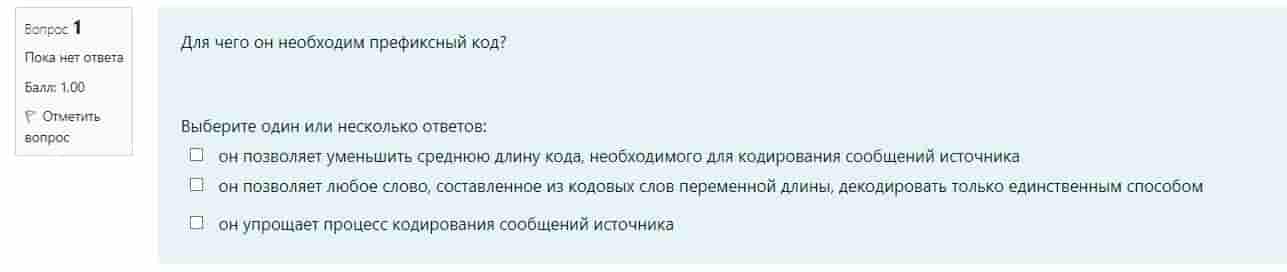 Вопрос 1
Пока нет ответа
Балл: 1,00
Отметить
вопрос
Для чего он необходим префиксный код?
Выберите один или несколько ответов:
он позволяет уменьшить среднюю длину кода, необходимого для кодирования сообщений источника
он позволяет любое слово, составленное из кодовых слов переменной длины, декодировать только единственным способом
он упрощает процесс кодирования сообщений источника